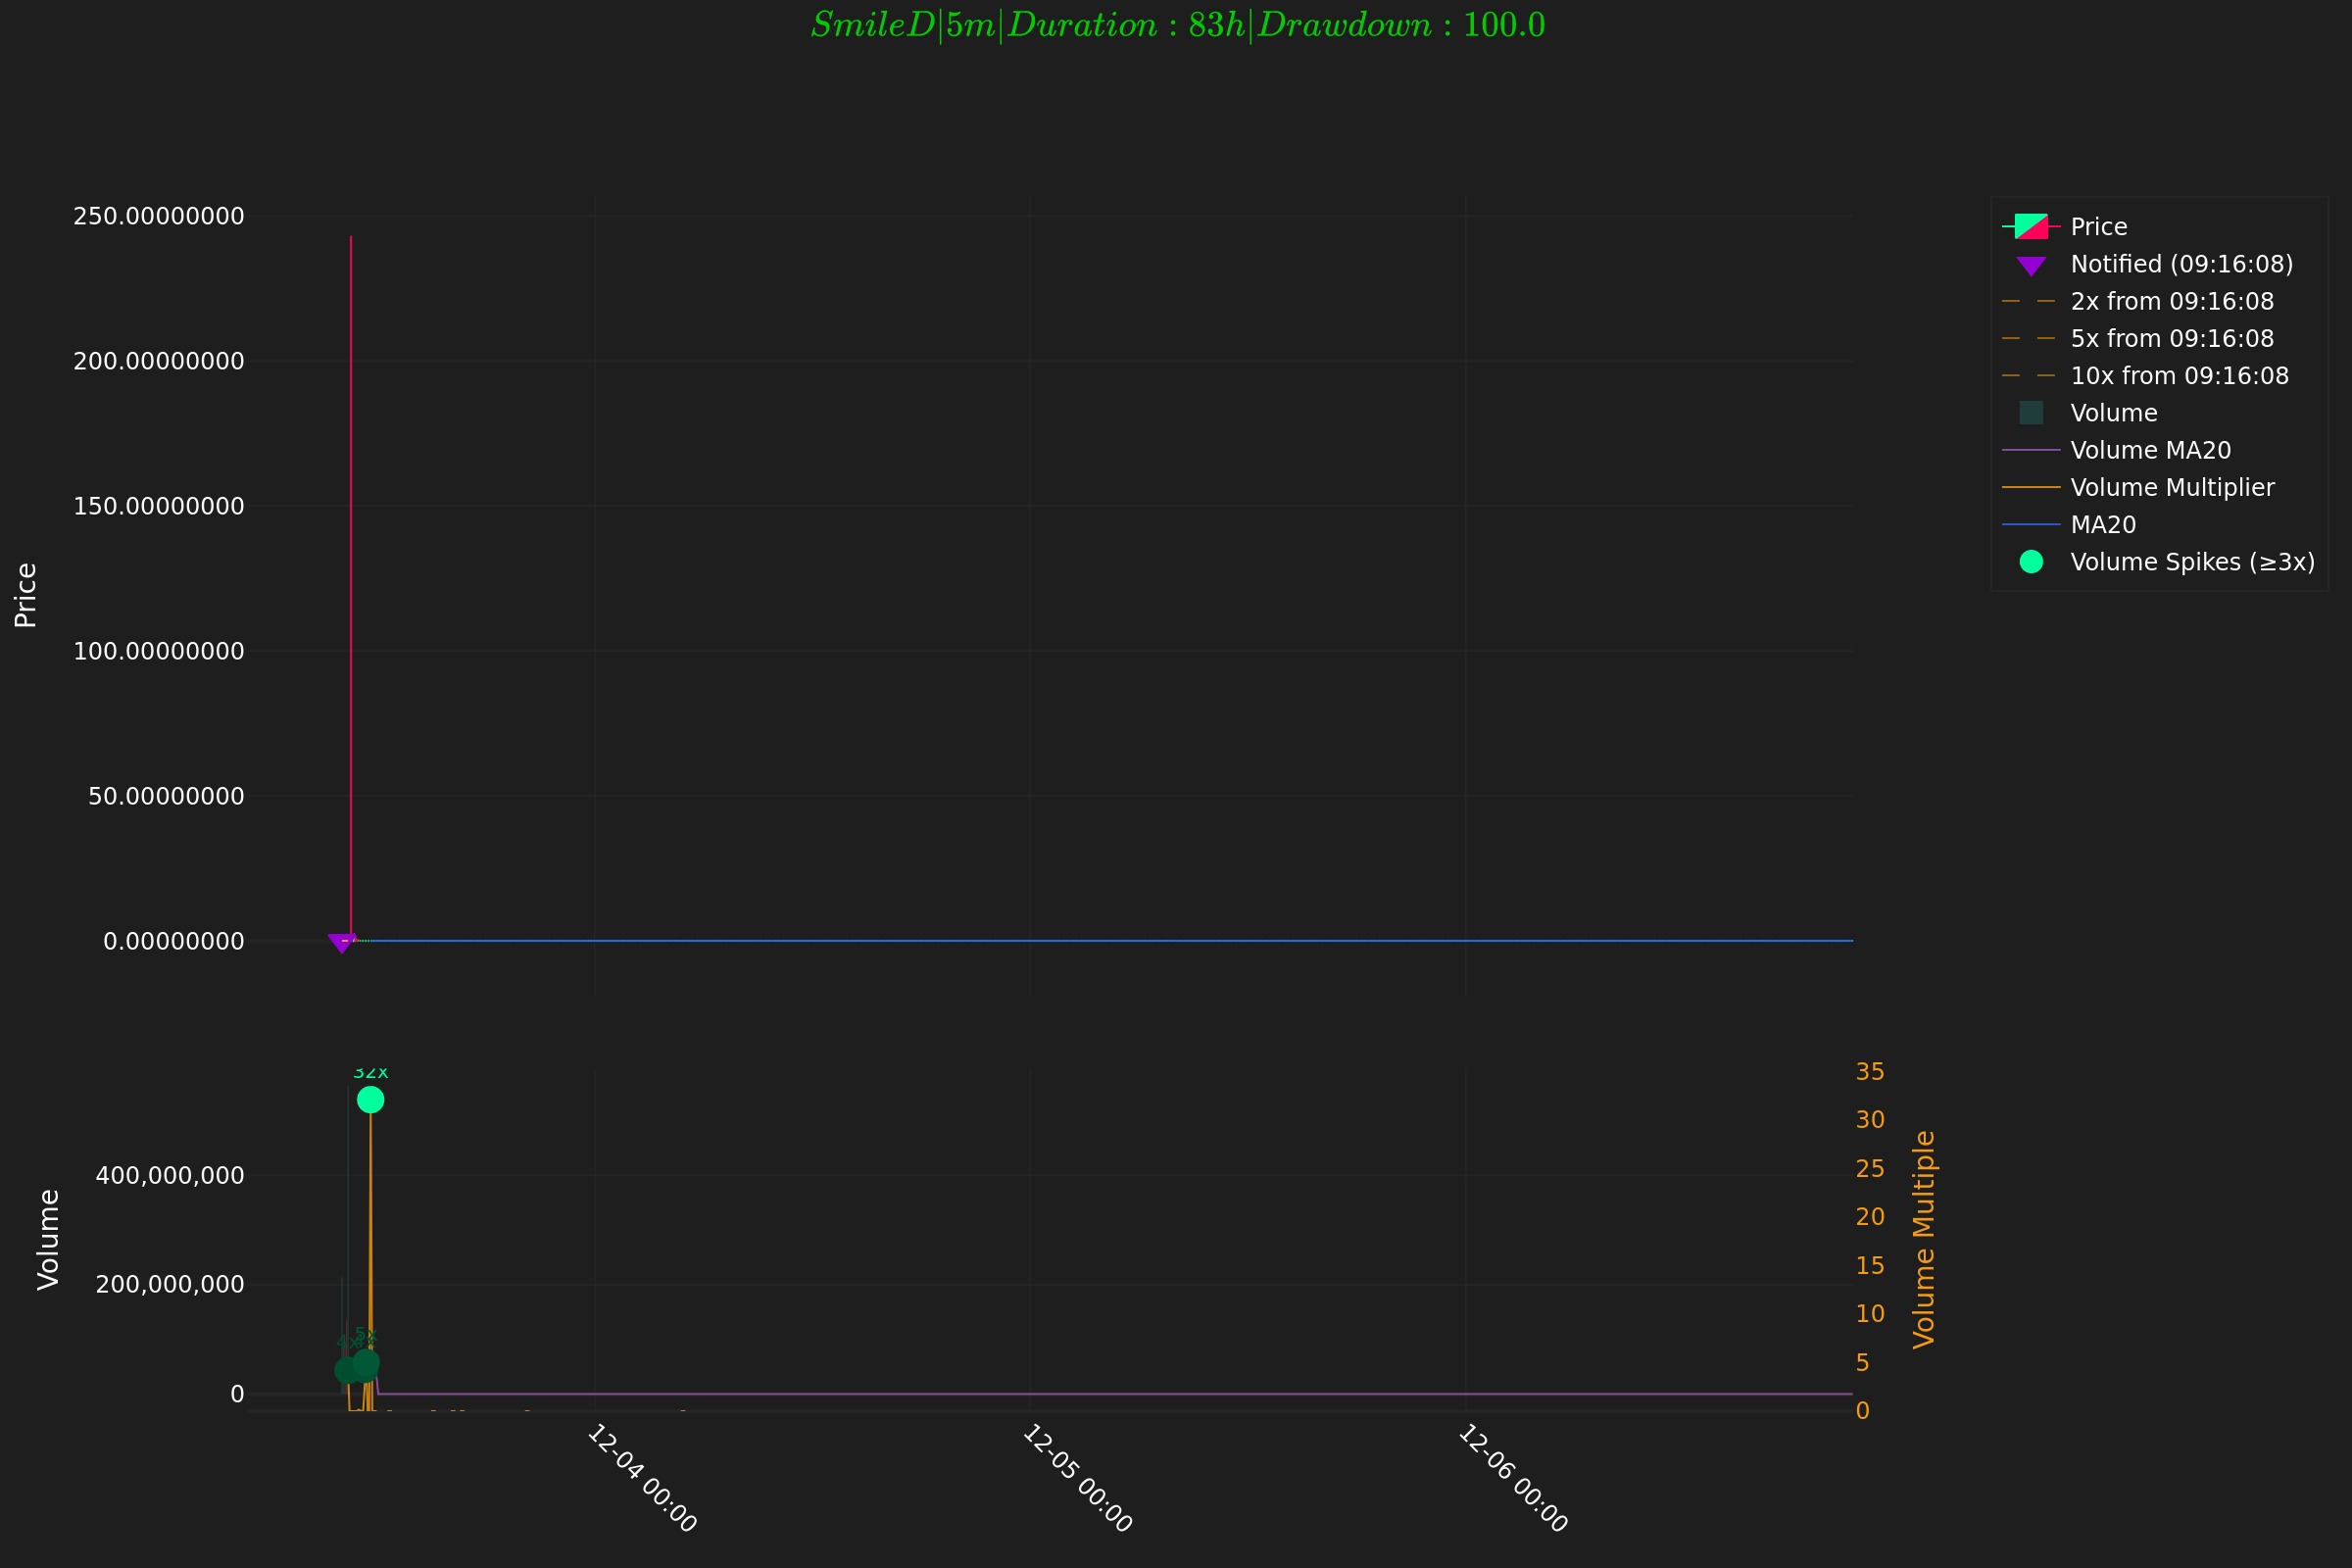 SmileD|5m|Duration : 83h|Drawdown : 100.0
250.00000000
200.00000000
150.00000000
100.00000000
50.00000000
0.00000000
Price
Price
Notified (09:16:08)
2x from 09:16:08
5x from 09:16:08
10x from 09:16:08
Volume
Volume MA20
Volume Multiplier
MA20
Volume Spikes (≥3x)
32x
4x
5x
400,000,000
200,000,000
0
Volume
35
30
25
20
15
10
5
0
Volume Multiple
12-04 00:00
12-05 00:00
12-06 00:00